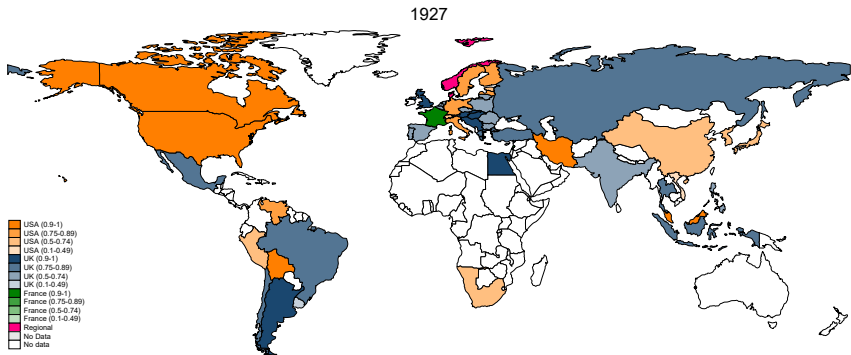 1927
USA (0.9-1)
USA (0.75-0.89)
USA (0.5-0.74)
USA (0.1-0.49)
UK (0.9-1)
UK (0.75-0.89)
UK (0.5-0.74)
UK (0.1-0.49)
France (0.9-1)
France (0.75-0.89)
France (0.5-0.74)
France (0.1-0.49)
Regional
No Data
No data